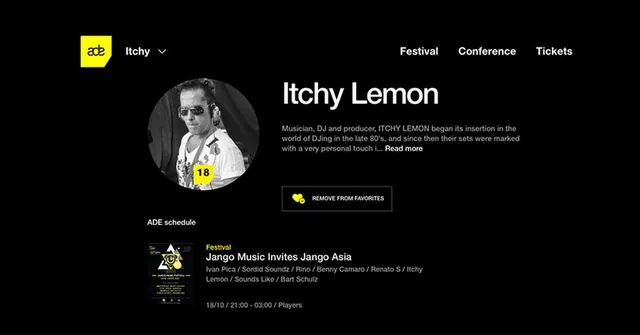 ade
Itchy
Festival
Conference
Tickets
Itchy Lemon
Musician, DJ and producer, ITCHY LEMON began its insertion in the
world of DJing in the late 80's, and since then their sets were marked
with a very personal touch i... Read more
18
REMOVE FROM FAVORITES
ADE schedule
Festival
Jango Music Invites Jango Asia
Ivan Pica / Sordid Soundz / Rino / Benny Camaro / Renato S / Itchy
Lemon / Sounds Like / Bart Schulz
18/10 / 21:00 - 03:00 / Players